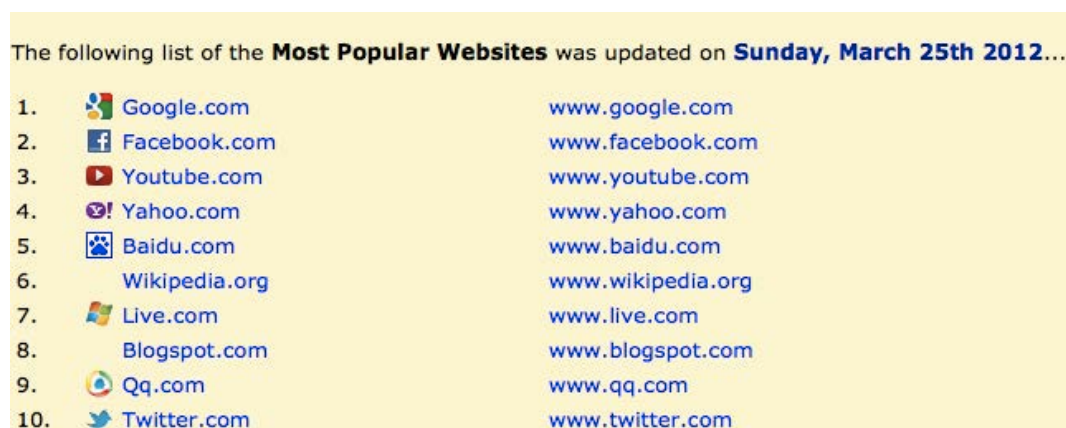 The following list of the Most Popular Websites was updated on Sunday, March 25th 2012...
1. Google.com www.google.com
2. Facebook.com www.facebook.com
3. Youtube.com www.youtube.com
4. Yahoo.com www.yahoo.com
5. Baidu.com www.baidu.com
6. Wikipedia.org www.wikipedia.org
7. Live.com www.live.com
8. Blogspot.com www.blogspot.com
9. Qq.com www.qq.com
10. Twitter.com www.twitter.com